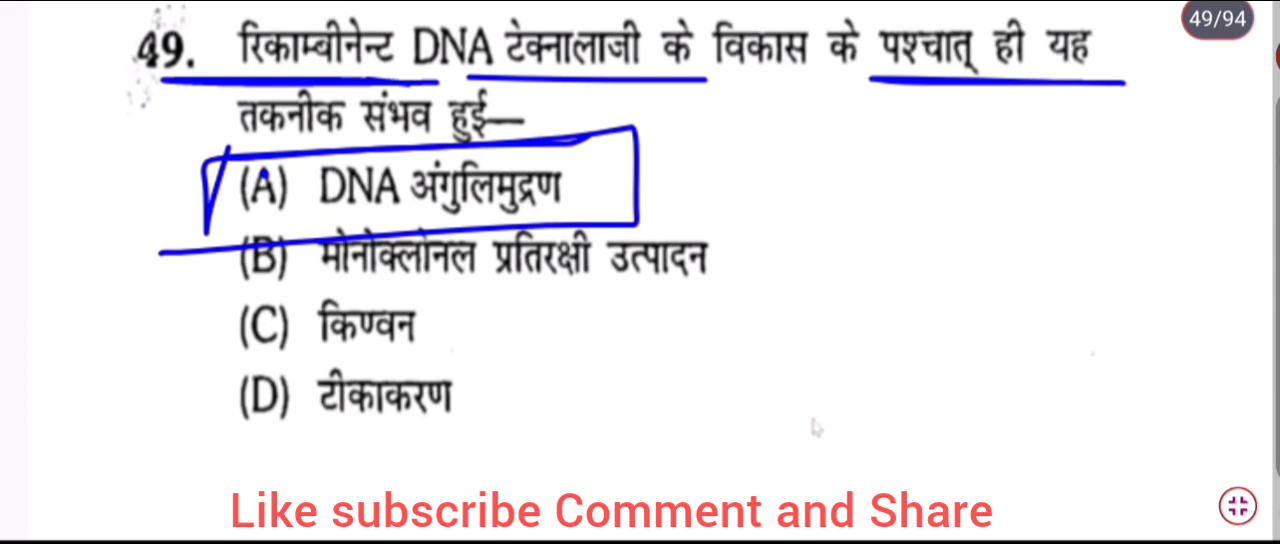 49/94
49. रिकाम्बीनेन्ट DNA टेक्नालाजी के विकास के पश्चात् ही यह
तकनीक संभव हुई—
(A) DNA अंगुलिमुद्रण
(B) मोनोक्लोनल प्रतिरक्षी उत्पादन
(C) किण्वन
(D) टीकाकरण
Like subscribe Comment and Share